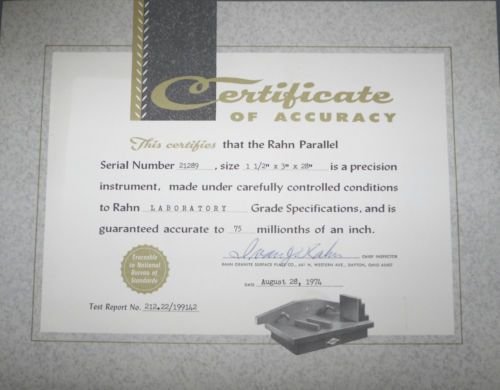 Certificate
OF ACCURACY
This certifies that the Rahn Parallel
Serial Number 21289 , size 1 1/2" x 3" x 28" is a precision
instrument, made under carefully controlled conditions
to Rahn LABORATORY Grade Specifications, and is
guaranteed accurate to 75 millionths of an inch.
Ivan J Rahn CHIEF INSPECTOR
RAHN GRANITE SURFACE PLATE CO., 641 N. WESTERN AVE., DAYTON, OHIO 45407
Traceable
to National
Bureau of
Standards
DATE August 28, 1974
Test Report No. 212.22/199142